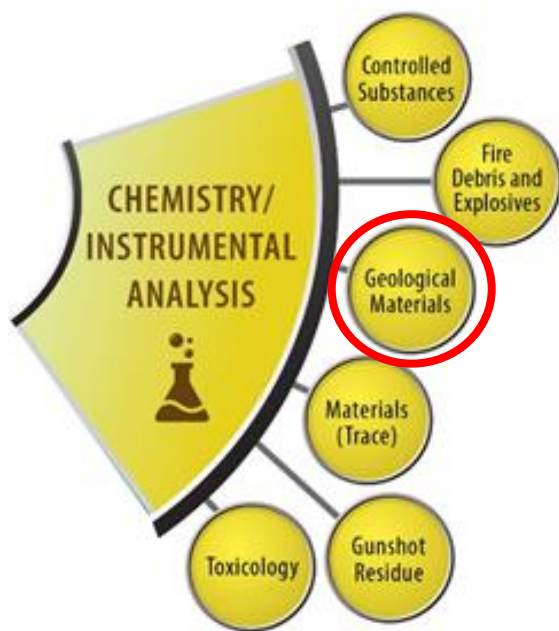 CHEMISTRY/
INSTRUMENTAL
ANALYSIS
Controlled
Substances
Fire
Debris and
Explosives
Geological
Materials
Materials
(Trace)
Gunshot
Residue
Toxicology